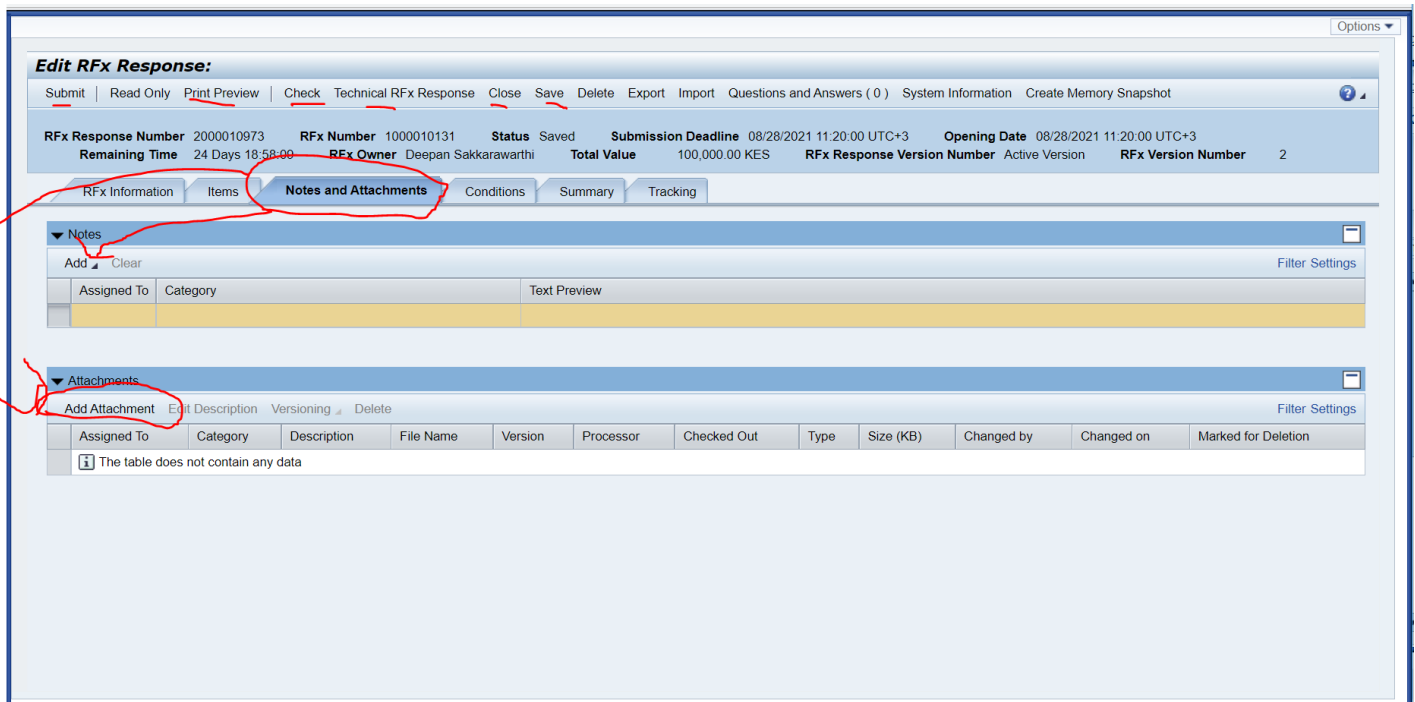 Options
Edit RFx Response:
Submit | Read Only Print Preview | Check Technical RFx Response Close Save Delete Export Import Questions and Answers ( 0 ) System Information Create Memory Snapshot
RFx Response Number 2000010973 RFx Number 1000010131 Status Saved Submission Deadline 08/28/2021 11:20:00 UTC+3 Opening Date 08/28/2021 11:20:00 UTC+3
Remaining Time 24 Days 18:58:09 RFx Owner Deepan Sakkarawarthi Total Value 100,000.00 KES RFx Response Version Number Active Version RFx Version Number 2
RFx Information Items Notes and Attachments Conditions Summary Tracking
Notes
Add Clear Filter Settings
Assigned To Category Text Preview
Attachments
Add Attachment Edit Description Versioning Delete Filter Settings
Assigned To Category Description File Name Version Processor Checked Out Type Size (KB) Changed by Changed on Marked for Deletion
The table does not contain any data